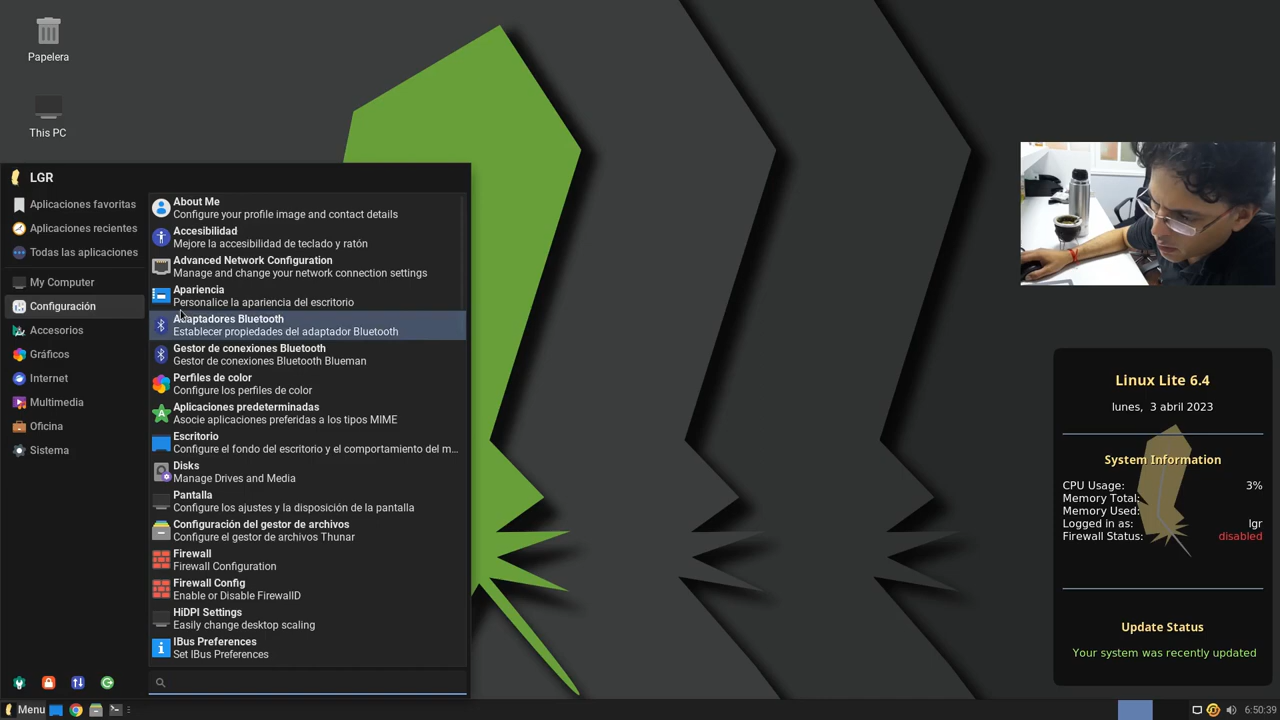 Papelera
This PC
LGR
Aplicaciones favoritas
Aplicaciones recientes
Todas las aplicaciones
My Computer
Configuración
Accesorios
Gráficos
Internet
Multimedia
Oficina
Sistema
About Me
Configure your profile image and contact details
Accesibilidad
Mejore la accesibilidad de teclado y ratón
Advanced Network Configuration
Manage and change your network connection settings
Apariencia
Personalice la apariencia del escritorio
Adaptadores Bluetooth
Establecer propiedades del adaptador Bluetooth
Gestor de conexiones Bluetooth
Gestor de conexiones Bluetooth Blueman
Perfiles de color
Configure los perfiles de color
Aplicaciones predeterminadas
Asocie aplicaciones preferidas a los tipos MIME
Escritorio
Configure el fondo del escritorio y el comportamiento del m...
Disks
Manage Drives and Media
Pantalla
Configure los ajustes y la disposición de la pantalla
Configuración del gestor de archivos
Configure el gestor de archivos Thunar
Firewall
Firewall Configuration
Firewall Config
Enable or Disable FirewallD
HiDPI Settings
Easily change desktop scaling
IBus Preferences
Set IBus Preferences
Linux Lite 6.4
lunes, 3 abril 2023
System Information
CPU Usage: 3%
Memory Total:
Memory Used:
Logged in as: lgr
Firewall Status: disabled
Update Status
Your system was recently updated
Menu
6:50:39